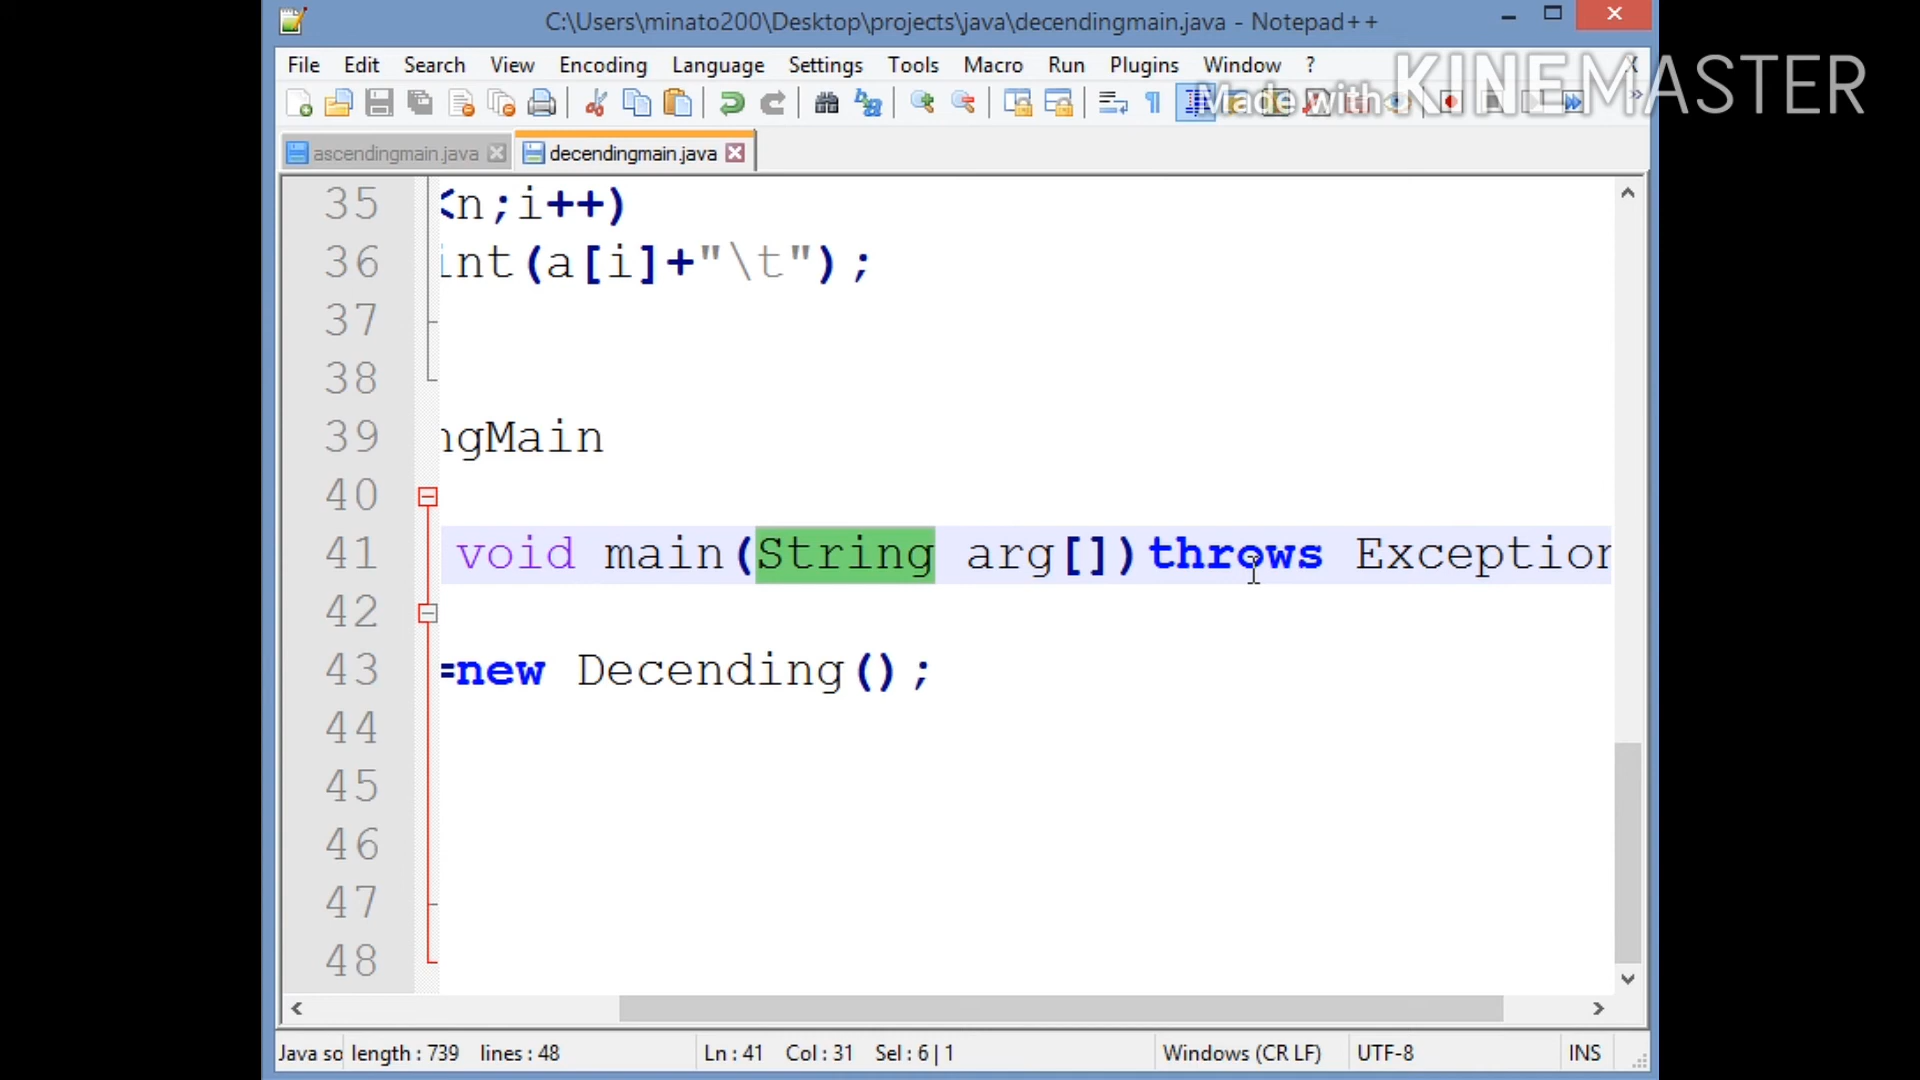 C:\Users\minato200\Desktop\projects\java\decendingmain.java - Notepad++
File Edit Search View Encoding Language Settings Tools Macro Run Plugins Window ? X
Made with KINEMASTER
ascendingmain.java decendingmain.java
35 <n;i++)
36 int(a[i]+"\t");
37
38
39 ngMain
40
41 void main(String arg[])throws Exception
42
43 =new Decending();
44
45
46
47
48
Java so length : 739 lines : 48 Ln : 41 Col : 31 Sel : 6 | 1 Windows (CR LF) UTF-8 INS